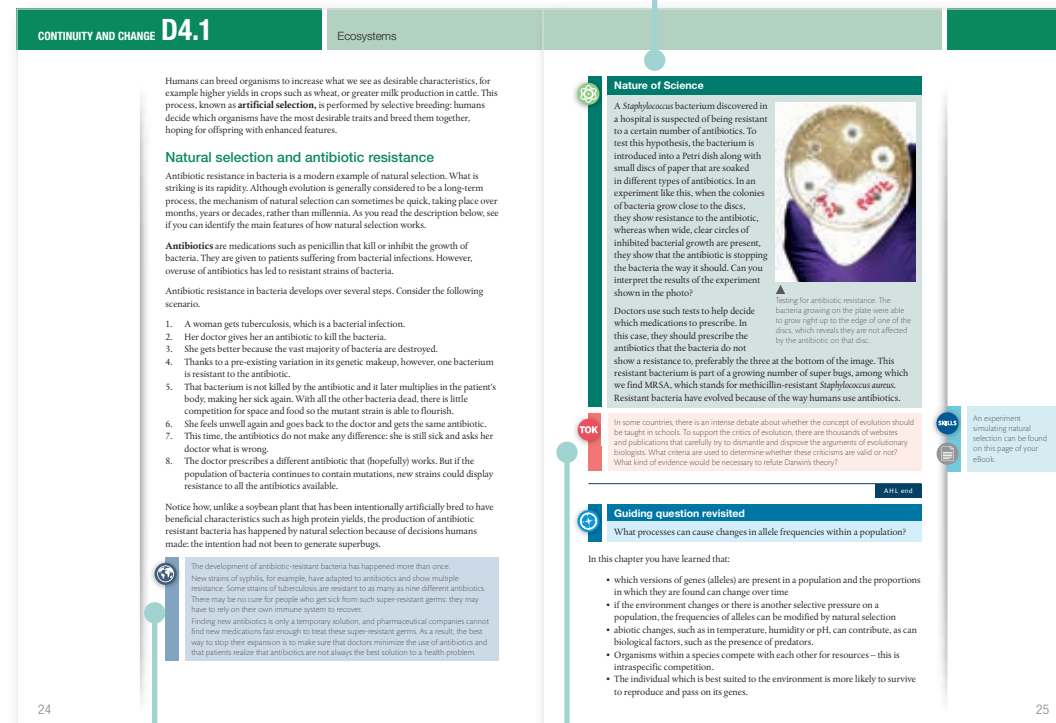 CONTINUITY AND CHANGE D4.1
Ecosystems
Humans can breed organisms to increase what we see as desirable characteristics, for
example higher yields in crops such as wheat, or greater milk production in cattle. This
process, known as artificial selection, is performed by selective breeding: humans
decide which organisms have the most desirable traits and breed them together,
hoping for offspring with enhanced features.
Natural selection and antibiotic resistance
Antibiotic resistance in bacteria is a modern example of natural selection. What is
striking is its rapidity. Although evolution is generally considered to be a long-term
process, the mechanism of natural selection can sometimes be quick, taking place over
months, years or decades, rather than millennia. As you read the description below, see
if you can identify the main features of how natural selection works.
Antibiotics are medications such as penicillin that kill or inhibit the growth of
bacteria. They are given to patients suffering from bacterial infections. However,
overuse of antibiotics has led to resistant strains of bacteria.
Antibiotic resistance in bacteria develops over several steps. Consider the following
scenario.
1. A woman gets tuberculosis, which is a bacterial infection.
2. Her doctor gives her an antibiotic to kill the bacteria.
3. She gets better because the vast majority of bacteria are destroyed.
4. Thanks to a pre-existing variation in its genetic makeup, however, one bacterium
is resistant to the antibiotic.
5. That bacterium is not killed by the antibiotic and it later multiplies in the patient's
body, making her sick again. With all the other bacteria dead, there is little
competition for space and food so the mutant strain is able to flourish.
6. She feels unwell again and goes back to the doctor and gets the same antibiotic.
7. This time, the antibiotics do not make any difference: she is still sick and asks her
doctor what is wrong.
8. The doctor prescribes a different antibiotic that (hopefully) works. But if the
population of bacteria continues to contain mutations, new strains could display
resistance to all the antibiotics available.
Notice how, unlike a soybean plant that has been intentionally artificially bred to have
beneficial characteristics such as high protein yields, the production of antibiotic
resistant bacteria has happened by natural selection because of decisions humans
made: the intention had not been to generate superbugs.
The development of antibiotic-resistant bacteria has happened more than once.
New strains of syphilis, for example, have adapted to antibiotics and show multiple
resistance. Some strains of tuberculosis are resistant to as many as nine different antibiotics.
There may be no cure for people who get sick from such super-resistant germs: they may
have to rely on their own immune system to recover.
Finding new antibiotics is only a temporary solution, and pharmaceutical companies cannot
find new medications fast enough to treat these super-resistant germs. As a result, the best
way to stop their expansion is to make sure that doctors minimize the use of antibiotics and
that patients realize that antibiotics are not always the best solution to a health problem.
24
Nature of Science
A Staphylococcus bacterium discovered in
a hospital is suspected of being resistant
to a certain number of antibiotics. To
test this hypothesis, the bacterium is
introduced into a Petri dish along with
small discs of paper that are soaked
in different types of antibiotics. In an
experiment like this, when the colonies
of bacteria grow close to the discs,
they show resistance to the antibiotic,
whereas when wide, clear circles of
inhibited bacterial growth are present,
they show that the antibiotic is stopping
the bacteria the way it should. Can you
interpret the results of the experiment
shown in the photo?
Testing for antibiotic resistance. The
bacteria growing on the plate were able
to grow right up to the edge of one of the
discs, which reveals they are not affected
by the antibiotic on that disc.
Doctors use such tests to help decide
which medications to prescribe. In
this case, they should prescribe the
antibiotics that the bacteria do not
show a resistance to, preferably the three at the bottom of the image. This
resistant bacterium is part of a growing number of super bugs, among which
we find MRSA, which stands for methicillin-resistant Staphylococcus aureus.
Resistant bacteria have evolved because of the way humans use antibiotics.
TOK
In some countries, there is an intense debate about whether the concept of evolution should
be taught in schools. To support the critics of evolution, there are thousands of websites
and publications that carefully try to dismantle and disprove the arguments of evolutionary
biologists. What criteria are used to determine whether these criticisms are valid or not?
What kind of evidence would be necessary to refute Darwin's theory?
SKILLS
An experiment
simulating natural
selection can be found
on this page of your
eBook.
AHL end
Guiding question revisited
What processes can cause changes in allele frequencies within a population?
In this chapter you have learned that:
• which versions of genes (alleles) are present in a population and the proportions
in which they are found can change over time
• if the environment changes or there is another selective pressure on a
population, the frequencies of alleles can be modified by natural selection
• abiotic changes, such as in temperature, humidity or pH, can contribute, as can
biological factors, such as the presence of predators.
• Organisms within a species compete with each other for resources – this is
intraspecific competition.
• The individual which is best suited to the environment is more likely to survive
to reproduce and pass on its genes.
25